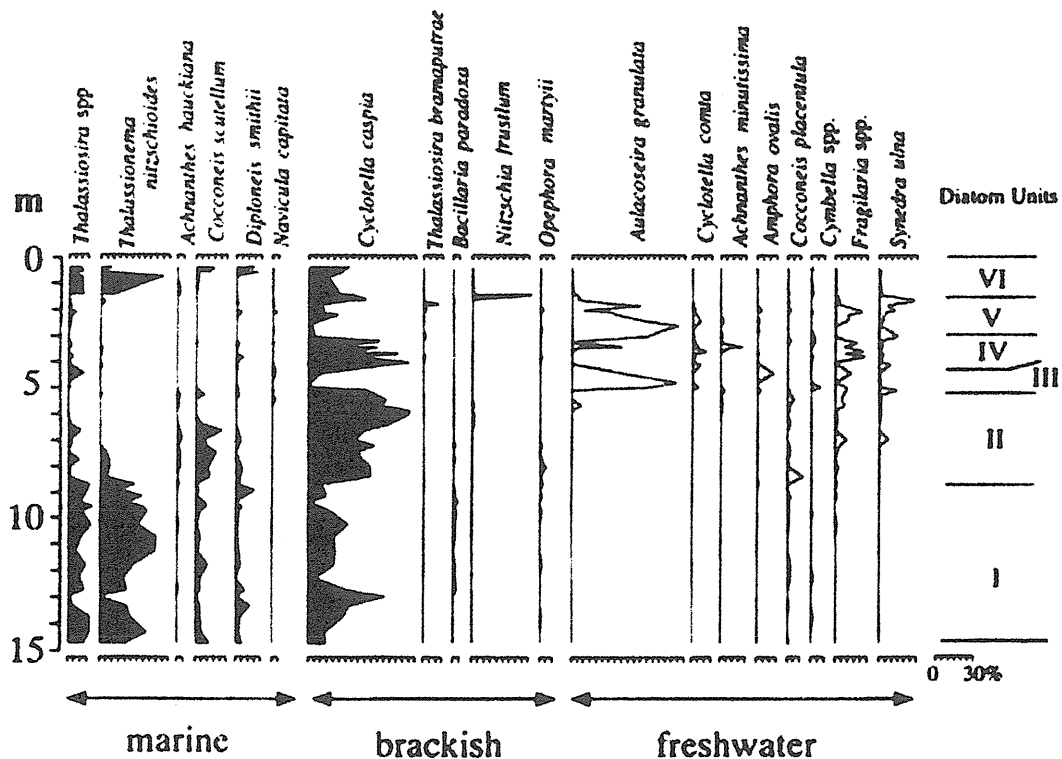 Thalassiosira spp
Thalassionema
nitzschioides
Achnanthes hauckiana
Cocconeis scutellum
Diploneis smithii
Navicula capitata
Cyclotella caspia
Thalassiosira bramaputrae
Bacillaria paradoxa
Nitzschia frustlum
Opephora martyii
Aulacoseira granulata
Cyclotella comta
Achnanthes minutissima
Amphora ovalis
Cocconeis placentula
Cymbella spp.
Fragilaria spp.
Synedra ulna
m
Diatom Units
0
5
10
15
VI
V
IV
III
II
I
0 30%
marine
brackish
freshwater